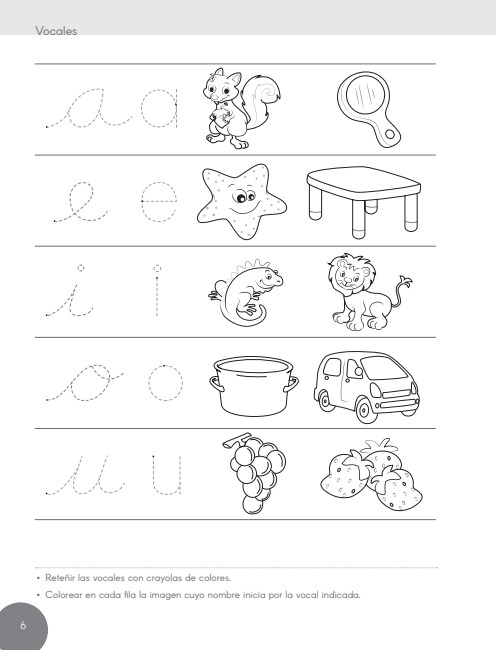 Vocales
a a
e e
i i
o o
u u
• Reteñir las vocales con crayolas de colores.
• Colorear en cada fila la imagen cuyo nombre inicia por la vocal indicada.
6